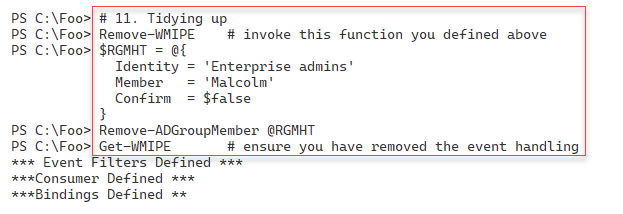 PS C:\Foo> # 11. Tidying up
PS C:\Foo> Remove-WMIPE    # invoke this function you defined above
PS C:\Foo> $RGMHT = @{
  Identity = 'Enterprise admins'
  Member   = 'Malcolm'
  Confirm  = $false
}
PS C:\Foo> Remove-ADGroupMember @RGMHT
PS C:\Foo> Get-WMIPE       # ensure you have removed the event handling
*** Event Filters Defined ***
***Consumer Defined ***
***Bindings Defined **